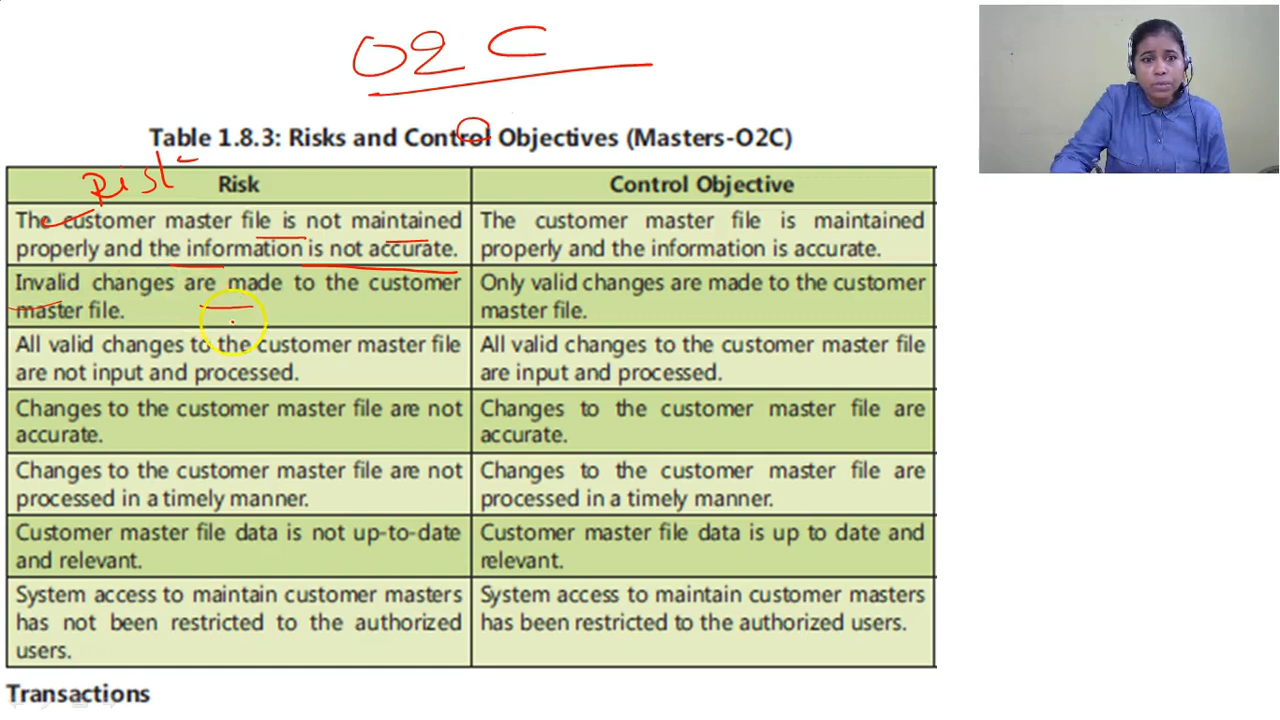 O2C
Table 1.8.3: Risks and Control Objectives (Masters-O2C)
Risk
Risk
Control Objective
The customer master file is not maintained
properly and the information is not accurate.
The customer master file is maintained
properly and the information is accurate.
Invalid changes are made to the customer
master file.
Only valid changes are made to the customer
master file.
All valid changes to the customer master file
are not input and processed.
All valid changes to the customer master file
are input and processed.
Changes to the customer master file are not
accurate.
Changes to the customer master file are
accurate.
Changes to the customer master file are not
processed in a timely manner.
Changes to the customer master file are
processed in a timely manner.
Customer master file data is not up-to-date
and relevant.
Customer master file data is up to date and
relevant.
System access to maintain customer masters
has not been restricted to the authorized
users.
System access to maintain customer masters
has been restricted to the authorized users.
Transactions